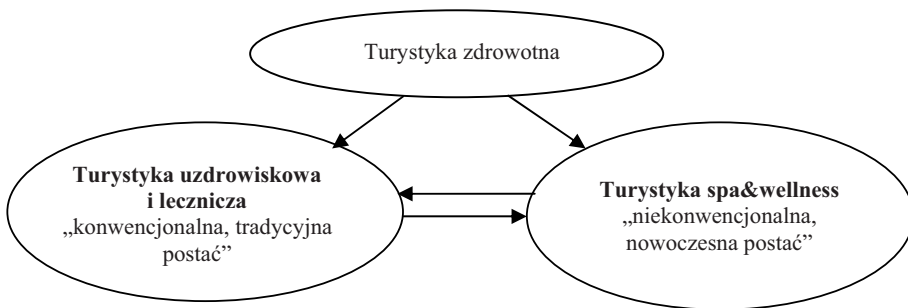 Turystyka zdrowotna
Turystyka uzdrowiskowa
i lecznicza
„konwencjonalna, tradycyjna
postać”
Turystyka spa&wellness
„niekonwencjonalna,
nowoczesna postać”